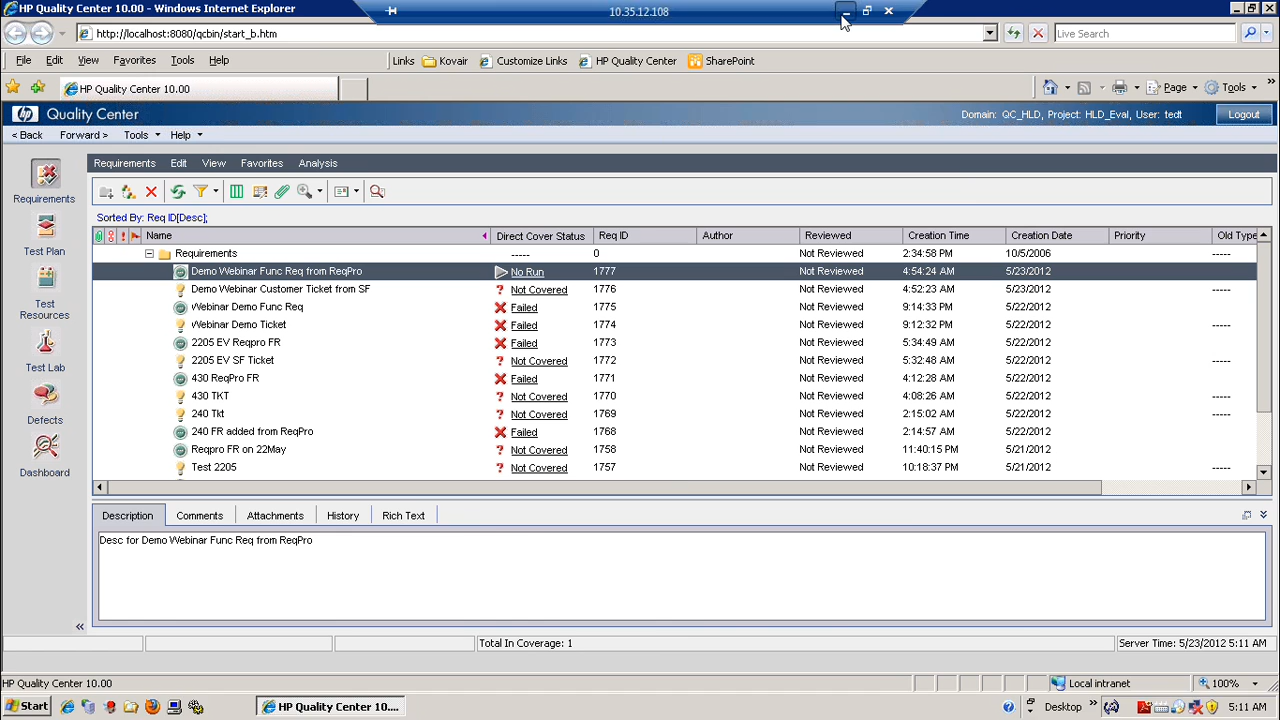 HP Quality Center 10.00 - Windows Internet Explorer
10.35.12.108
http://localhost:8080/qcbin/start_b.htm
Live Search
File Edit View Favorites Tools Help
Links Kovair Customize Links HP Quality Center SharePoint
HP Quality Center 10.00
Page Tools
hp Quality Center
Domain: QC_HLD, Project: HLD_Eval, User: tedt
Logout
< Back Forward > Tools Help
Requirements Edit View Favorites Analysis
Requirements
Test Plan
Test Resources
Test Lab
Defects
Dashboard
Sorted By: Req ID[Desc];
Name Direct Cover Status Req ID Author Reviewed Creation Time Creation Date Priority Old Type
Requirements ----- 0 2:34:58 PM 10/5/2006 -----
Demo Webinar Func Req from ReqPro No Run 1777 Not Reviewed 4:54:24 AM 5/23/2012
Demo Webinar Customer Ticket from SF Not Covered 1776 Not Reviewed 4:52:23 AM 5/23/2012 -----
Webinar Demo Func Req Failed 1775 Not Reviewed 9:14:33 PM 5/22/2012
Webinar Demo Ticket Failed 1774 Not Reviewed 9:12:32 PM 5/22/2012 -----
2205 EV Reqpro FR Failed 1773 Not Reviewed 5:34:49 AM 5/22/2012
2205 EV SF Ticket Not Covered 1772 Not Reviewed 5:32:48 AM 5/22/2012 -----
430 ReqPro FR Failed 1771 Not Reviewed 4:12:28 AM 5/22/2012
430 TKT Not Covered 1770 Not Reviewed 4:08:26 AM 5/22/2012 -----
240 Tkt Not Covered 1769 Not Reviewed 2:15:02 AM 5/22/2012 -----
240 FR added from ReqPro Failed 1768 Not Reviewed 2:14:57 AM 5/22/2012
Reqpro FR on 22May Not Covered 1758 Not Reviewed 11:40:15 PM 5/21/2012
Test 2205 Not Covered 1757 Not Reviewed 10:18:37 PM 5/21/2012 -----
Description Comments Attachments History Rich Text
Desc for Demo Webinar Func Req from ReqPro
Total In Coverage: 1
Server Time: 5/23/2012 5:11 AM
HP Quality Center 10.00
Local intranet
100%
Start
HP Quality Center 10....
Desktop
5:11 AM